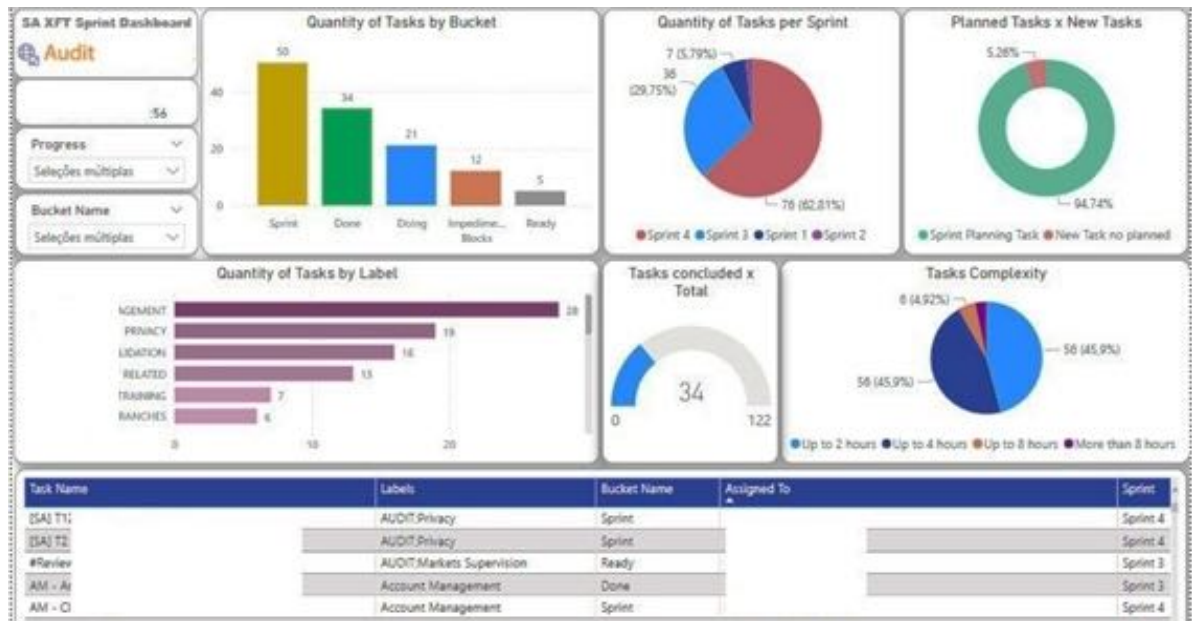 SA XFT Sprint Dashboard
Audit
:56
Progress
Seleções múltiplas
Bucket Name
Seleções múltiplas
Quantity of Tasks by Bucket
50
40
34
21
20
12
5
0
Sprint
Done
Doing
Impedime...
Blocks
Ready
Quantity of Tasks per Sprint
7 (5,79%)
36
(29,75%)
76 (62,81%)
Sprint 4 Sprint 3 Sprint 1 Sprint 2
Planned Tasks x New Tasks
5.26%
94.74%
Sprint Planning Task New Task no planned
Quantity of Tasks by Label
AGEMENT
28
PRIVACY
19
LIDATION
16
RELATED
13
TRAINING
7
RANCHES
6
0
10
20
Tasks concluded x
Total
34
0
122
Tasks Complexity
6 (4,92%)
56 (45,9%)
56 (45,9%)
Up to 2 hours Up to 4 hours Up to 8 hours More than 8 hours
Task Name Labels Bucket Name Assigned To Sprint
[SA] T12 AUDIT;Privacy Sprint Sprint 4
[SA] T2 AUDIT;Privacy Sprint Sprint 4
#Review AUDIT;Markets Supervision Ready Sprint 3
AM - Ac Account Management Done Sprint 3
AM - Cl Account Management Sprint Sprint 4